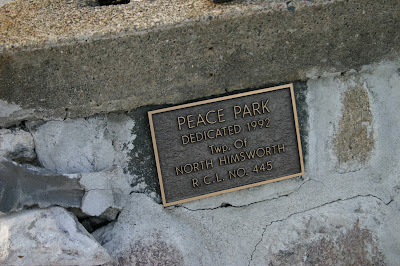 PEACE PARK
DEDICATED 1992
Twp. Of
NORTH HIMSWORTH
R.C.L. NO. 445